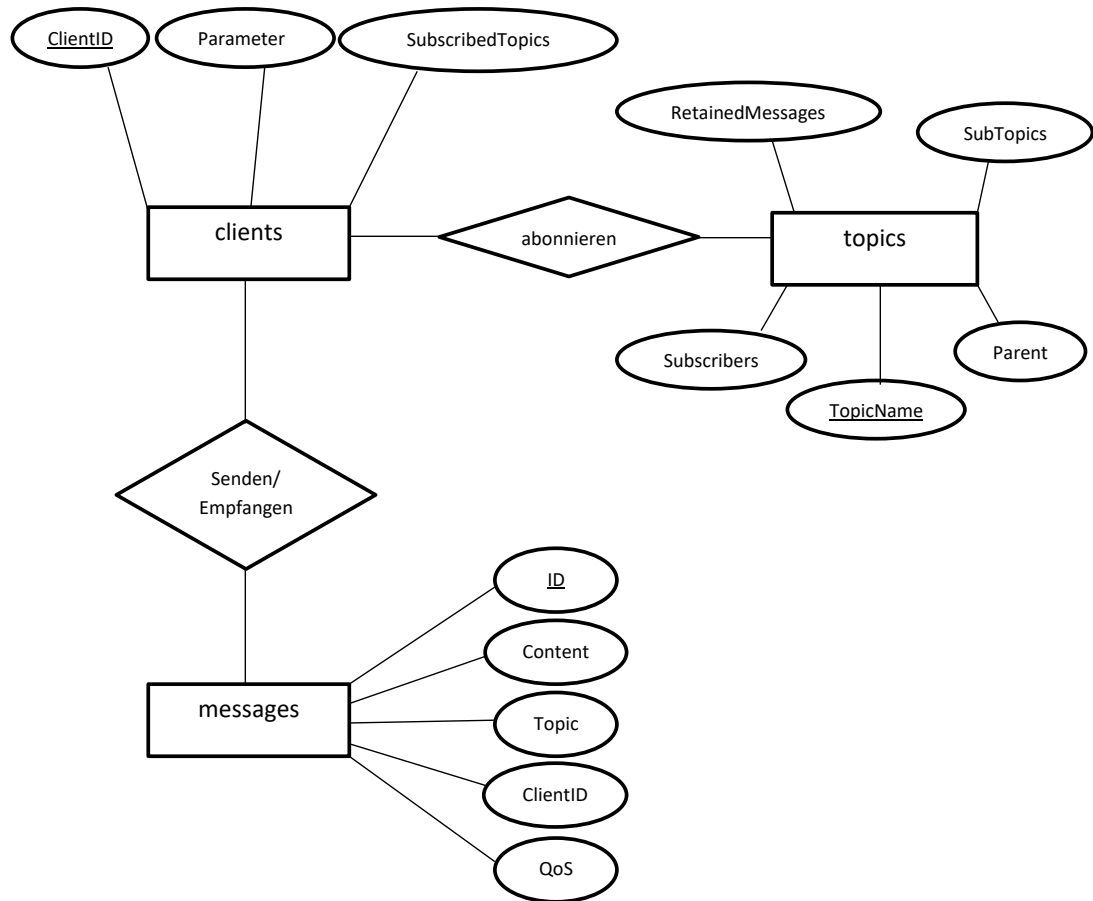 ClientID
Parameter
SubscribedTopics
RetainedMessages
SubTopics
clients
abonnieren
topics
Subscribers
Parent
TopicName
Senden/
Empfangen
ID
Content
messages
Topic
ClientID
QoS